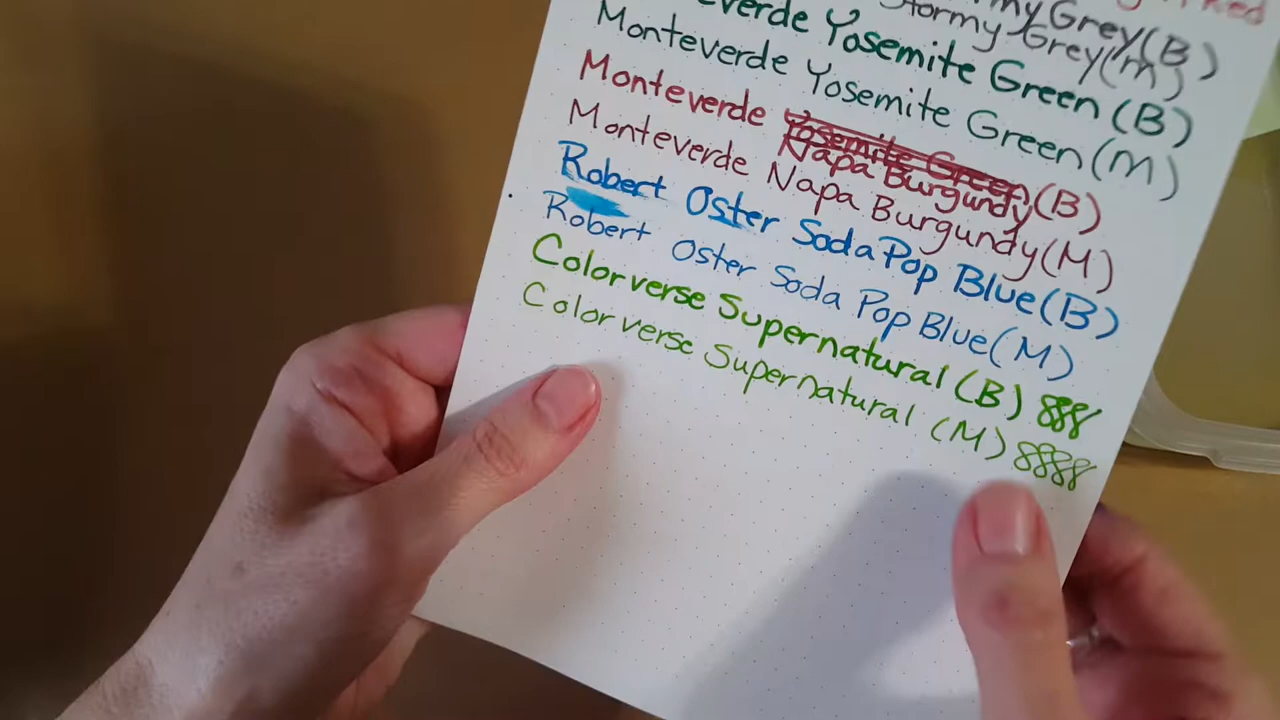 Red
Stormy Grey(B)
Stormy Grey(M)
Yosemite Green (B)
Monteverde Yosemite Green (M)
Monteverde Yosemite Green (B)
Napa Burgundy
Monteverde Napa Burgundy (M)
Robert Oster Soda Pop Blue (B)
Robert Oster Soda Pop Blue (M)
Colorverse Supernatural (B) 888
Colorverse Supernatural (M) 8888